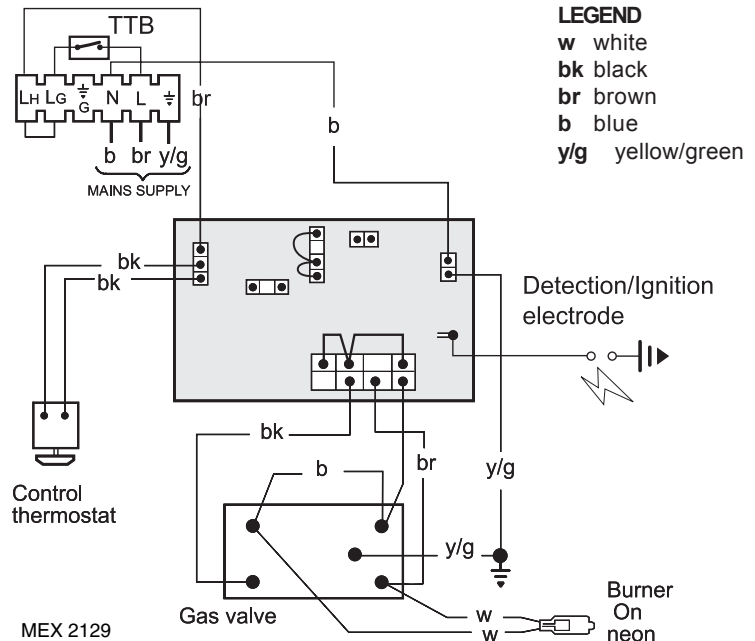 TTB
LH LG G N L
br
b
b br y/g
MAINS SUPPLY
LEGEND
w white
bk black
br brown
b blue
y/g yellow/green
bk
bk
Detection/Ignition
electrode
bk
b
br
y/g
y/g
Control
thermostat
Gas valve
w
w
Burner
On
neon
MEX 2129